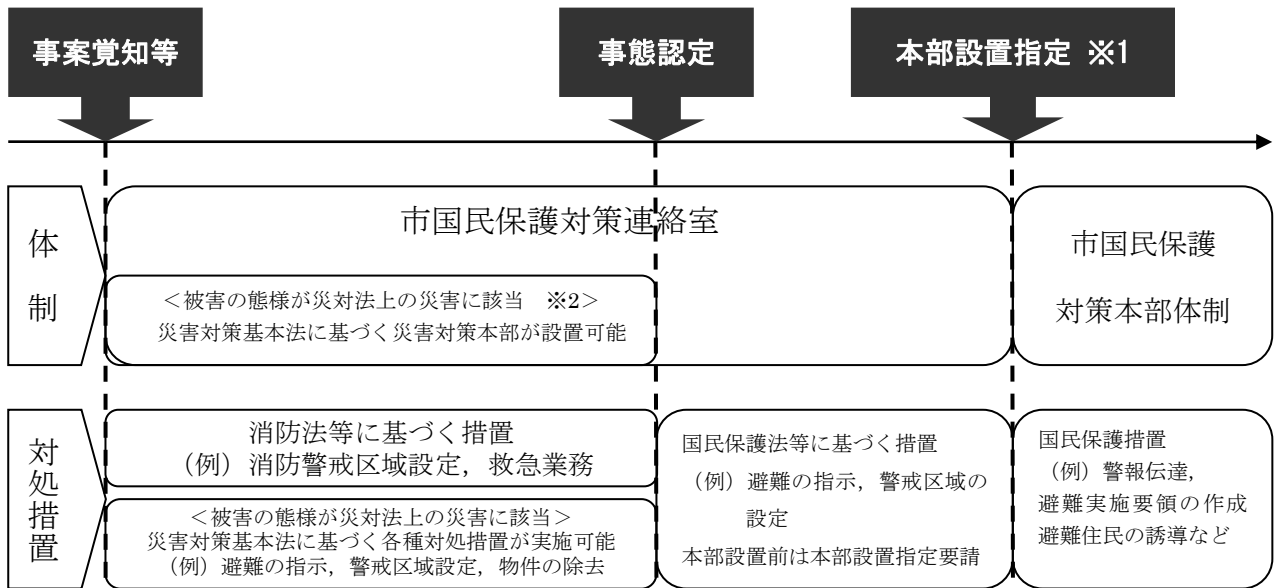 事案覚知等
事態認定
本部設置指定 ※1
体制
市国民保護対策連絡室
＜被害の態様が災対法上の災害に該当　※2＞
災害対策基本法に基づく災害対策本部が設置可能
市国民保護
対策本部体制
対処措置
消防法等に基づく措置
（例）消防警戒区域設定，救急業務
＜被害の態様が災対法上の災害に該当＞
災害対策基本法に基づく各種対処措置が実施可能
（例）避難の指示，警戒区域設定，物件の除去
国民保護法等に基づく措置
（例）避難の指示，警戒区域の
設定
本部設置前は本部設置指定要請
国民保護措置
（例）警報伝達，
避難実施要領の作成
避難住民の誘導など